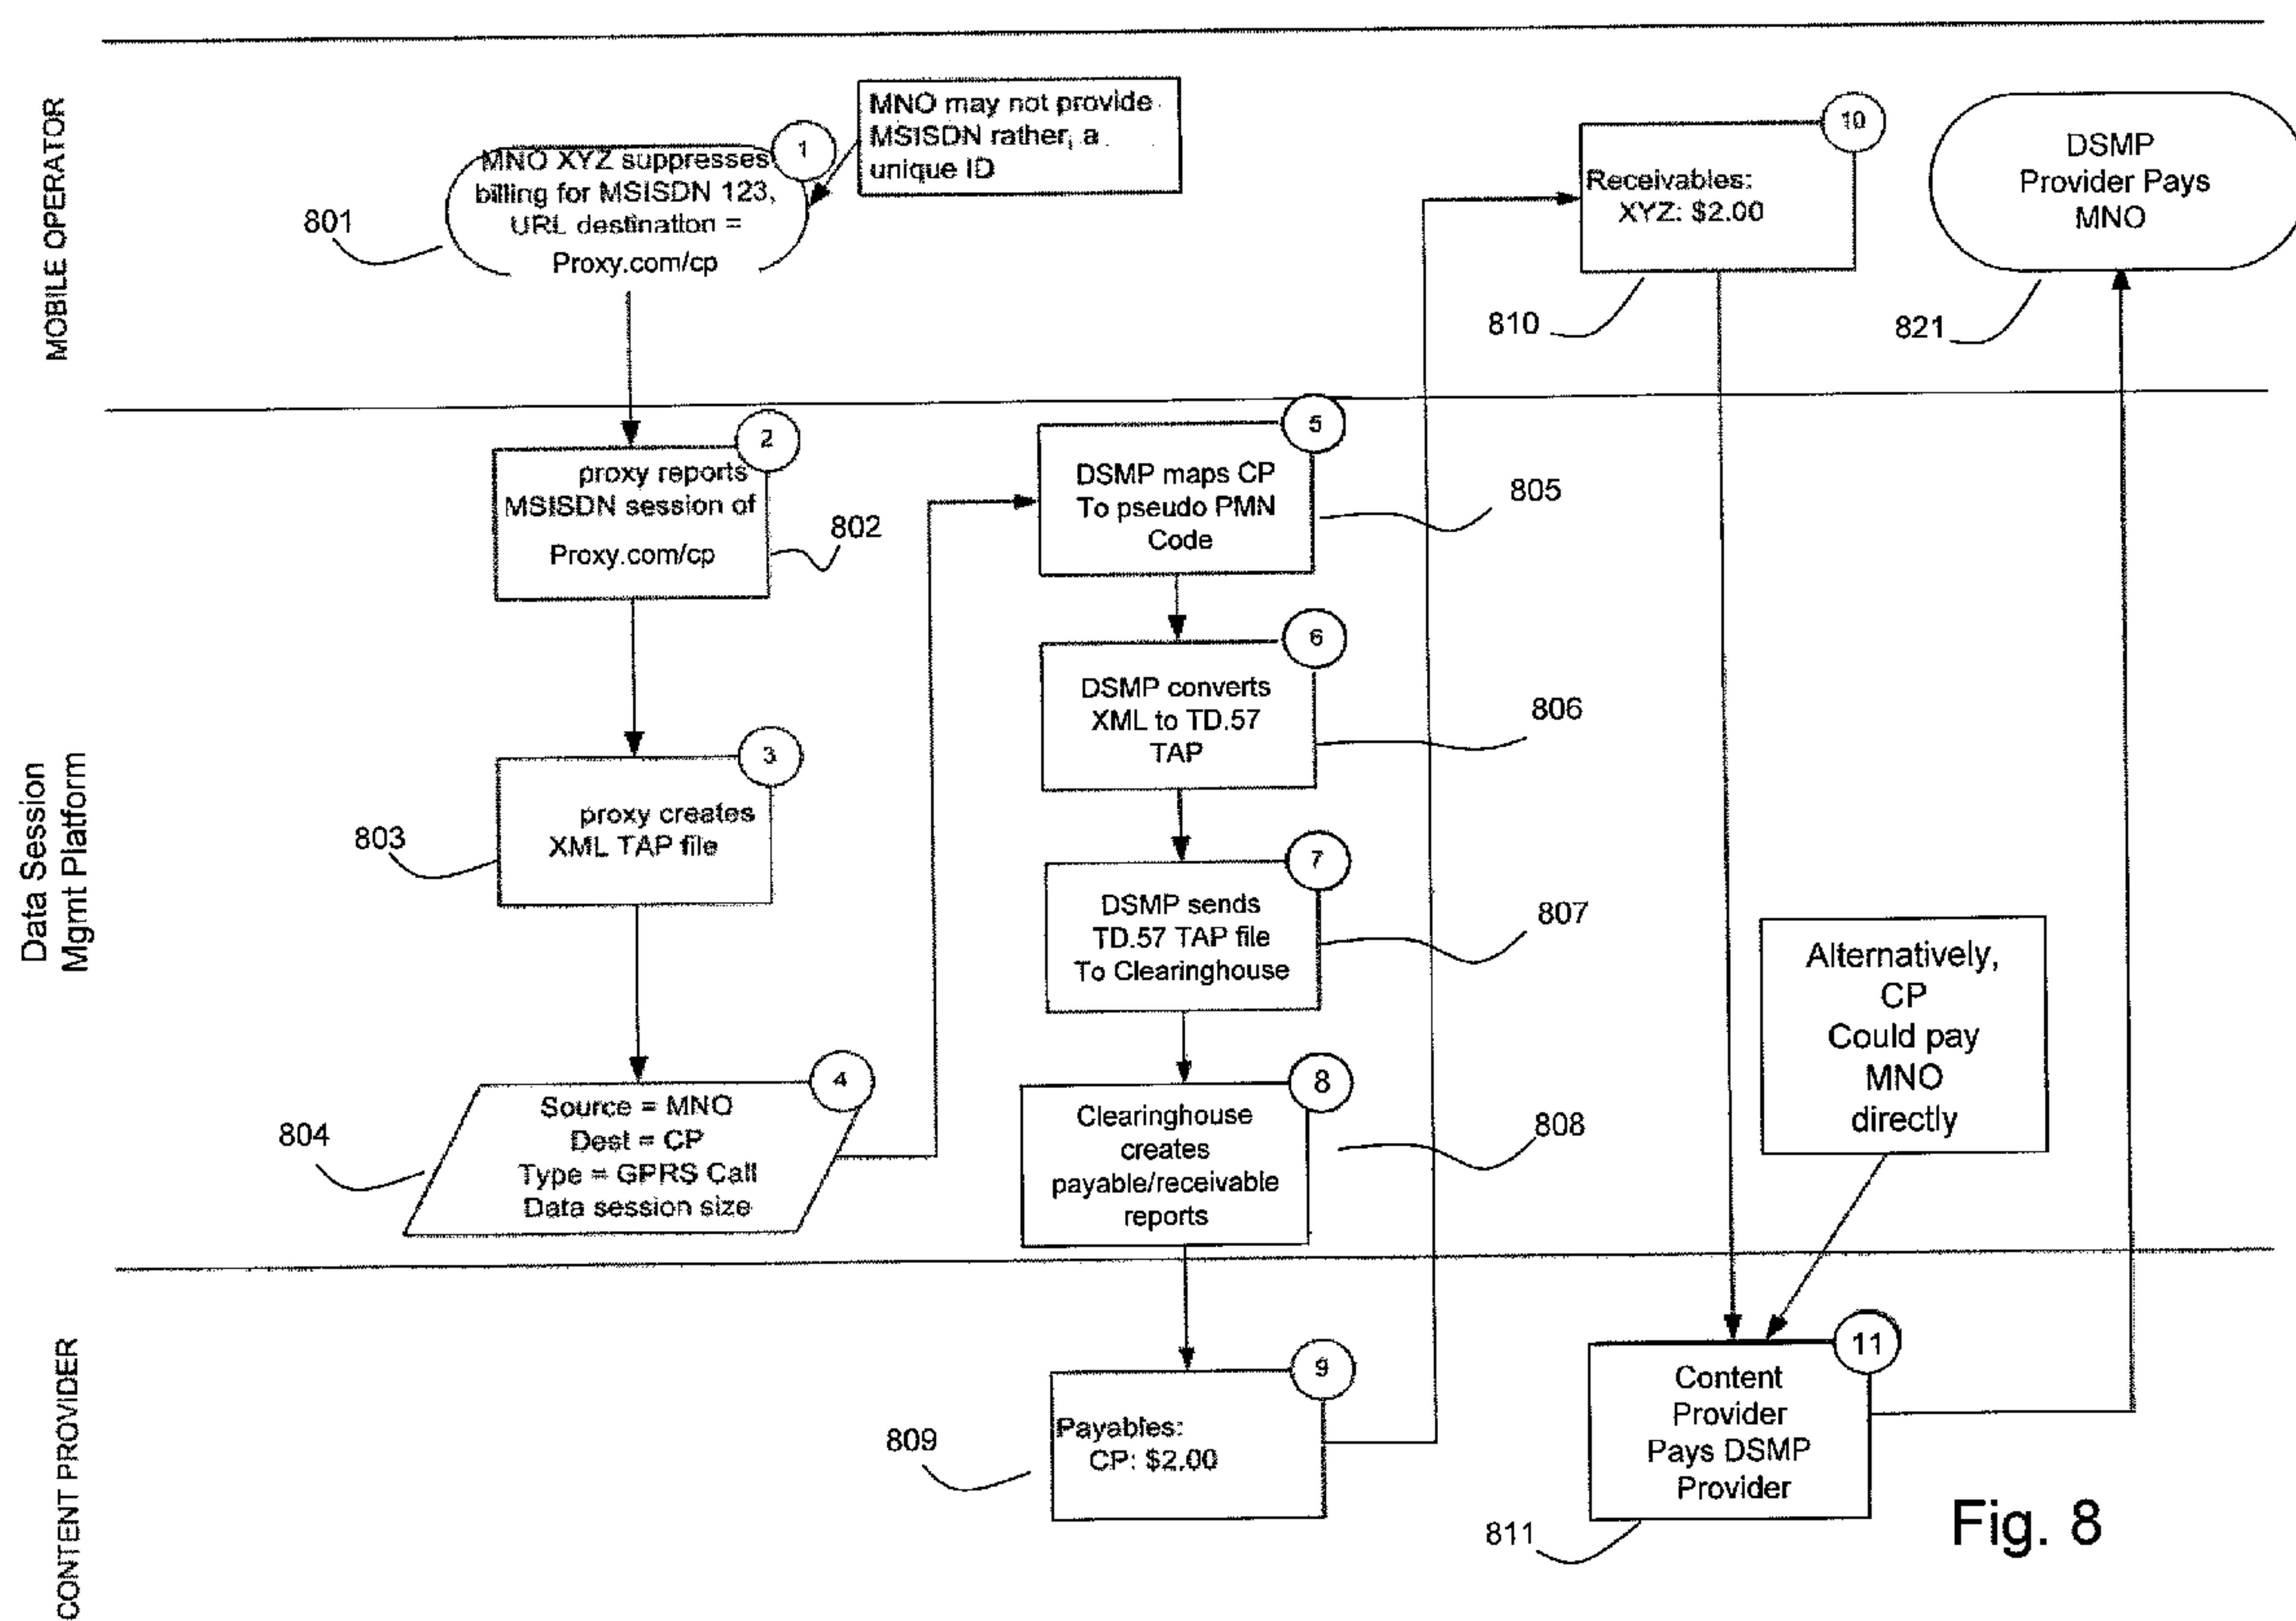 MOBILE OPERATOR
MNO XYZ suppresses
billing for MSISDN 123,
URL destination =
Proxy.com/cp
1
801
MNO may not provide
MSISDN rather, a
unique ID
10
Receivables:
XYZ: $2.00
810
DSMP
Provider Pays
MNO
821
Data Session
Mgmt Platform
2
proxy reports
MSISDN session of
Proxy.com/cp
802
3
proxy creates
XML TAP file
803
4
Source = MNO
Dest = CP
Type = GPRS Call
Data session size
804
5
DSMP maps CP
To pseudo PMN
Code
805
6
DSMP converts
XML to TD.57
TAP
806
7
DSMP sends
TD.57 TAP file
To Clearinghouse
807
8
Clearinghouse
creates
payable/receivable
reports
808
Alternatively,
CP
Could pay
MNO
directly
CONTENT PROVIDER
9
Payables:
CP: $2.00
809
11
Content
Provider
Pays DSMP
Provider
811
Fig. 8